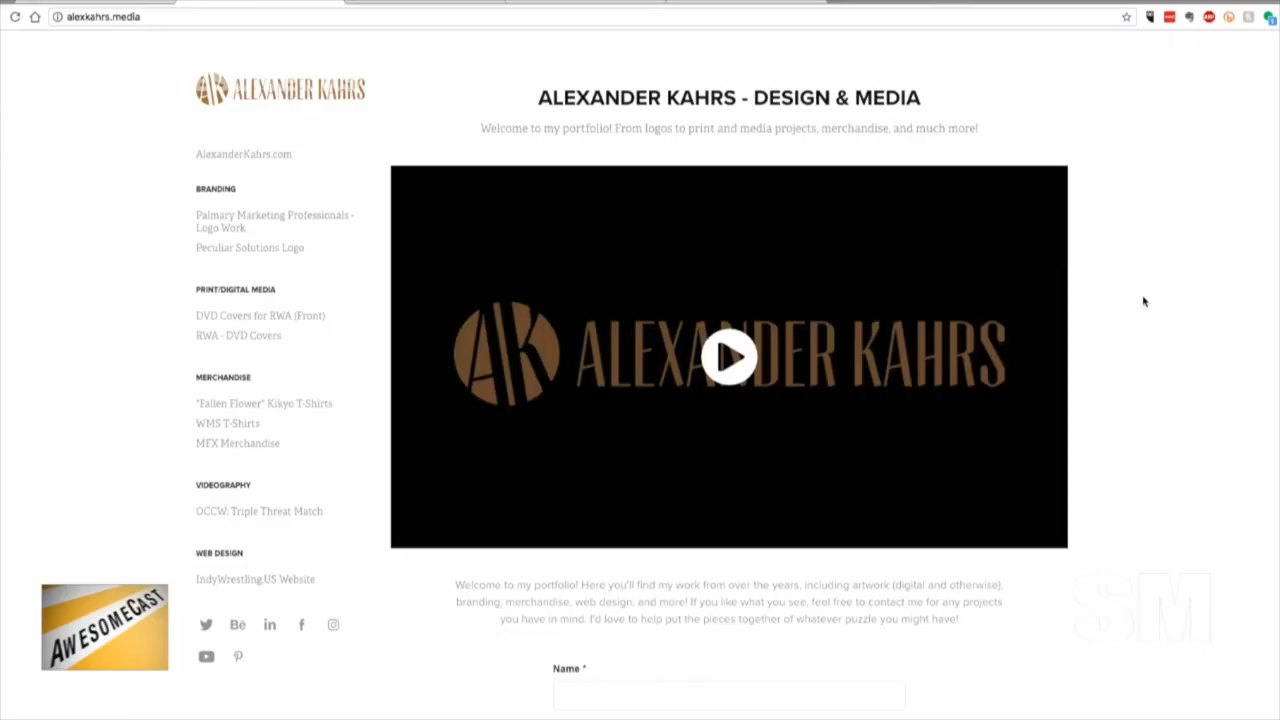 alexkahrs.media
AK ALEXANDER KAHRS
AlexanderKahrs.com
BRANDING
Palmary Marketing Professionals -
Logo Work
Peculiar Solutions Logo
PRINT/DIGITAL MEDIA
DVD Covers for RWA (Front)
RWA - DVD Covers
MERCHANDISE
"Fallen Flower" Kikyo T-Shirts
WMS T-Shirts
MFX Merchandise
VIDEOGRAPHY
OCCW: Triple Threat Match
WEB DESIGN
IndyWrestling.US Website
Bē
in
f
AWESOMECAST
ALEXANDER KAHRS - DESIGN & MEDIA
Welcome to my portfolio! From logos to print and media projects, merchandise, and much more!
AK ALEXANDER KAHRS
Welcome to my portfolio! Here you'll find my work from over the years, including artwork (digital and otherwise),
branding, merchandise, web design, and more! If you like what you see, feel free to contact me for any projects
you have in mind. I'd love to help put the pieces together of whatever puzzle you might have!
Name *
SM
ABP